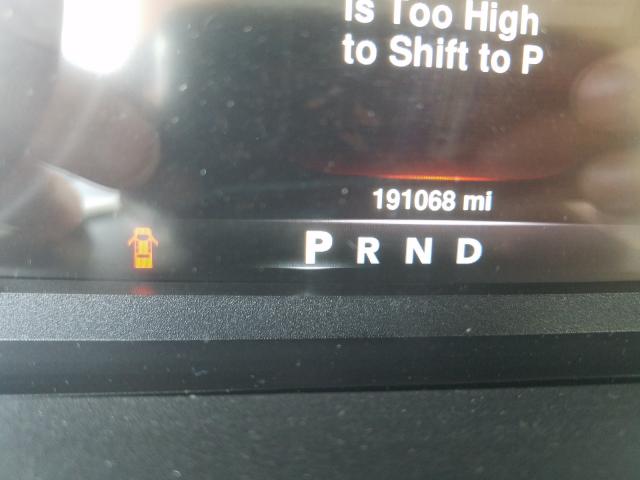 Is Too High
to Shift to P
191068 mi
P R N D